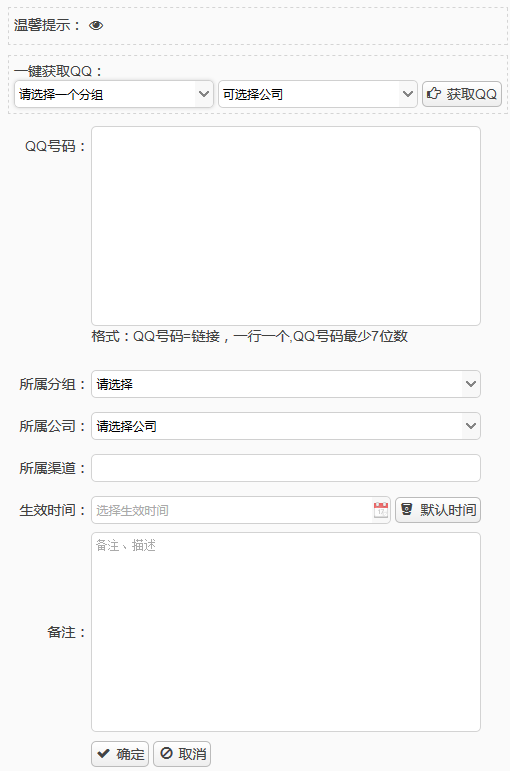 温馨提示：
一键获取QQ：
请选择一个分组 可选择公司 获取QQ
QQ号码：
格式：QQ号码=链接，一行一个,QQ号码最少7位数
所属分组： 请选择
所属公司： 请选择公司
所属渠道：
生效时间： 选择生效时间 默认时间
备注、描述
备注：
确定 取消